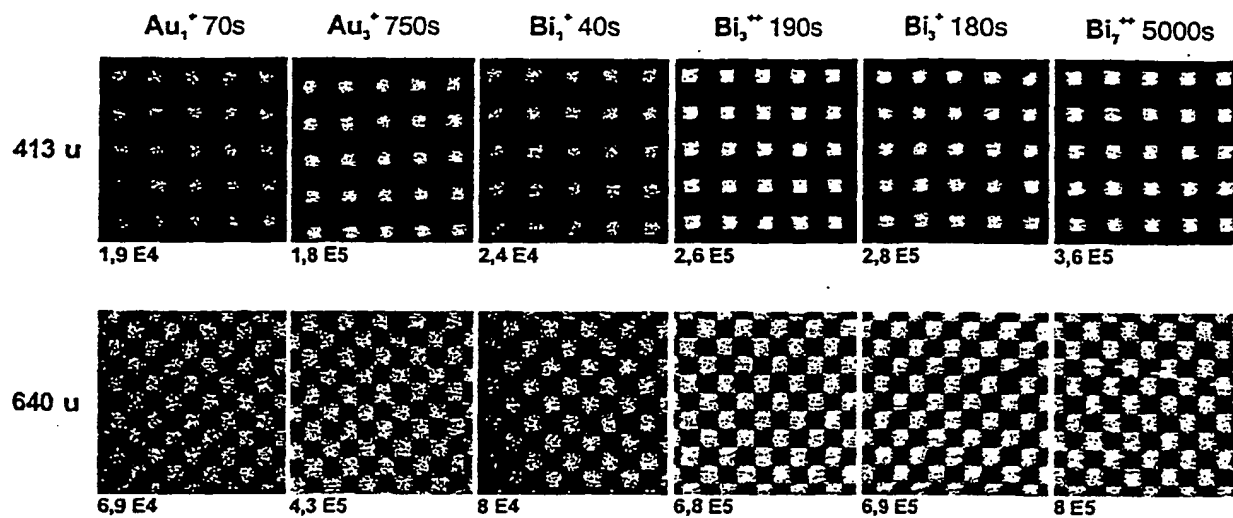 Au₁⁺ 70s Au₃⁺ 750s Bi₁⁺ 40s Bi₃⁺⁺ 190s Bi₃⁺ 180s Bi₇⁺⁺ 5000s
413 u
1,9 E4 1,8 E5 2,4 E4 2,6 E5 2,8 E5 3,6 E5
640 u
6,9 E4 4,3 E5 8 E4 6,8 E5 6,9 E5 8 E5